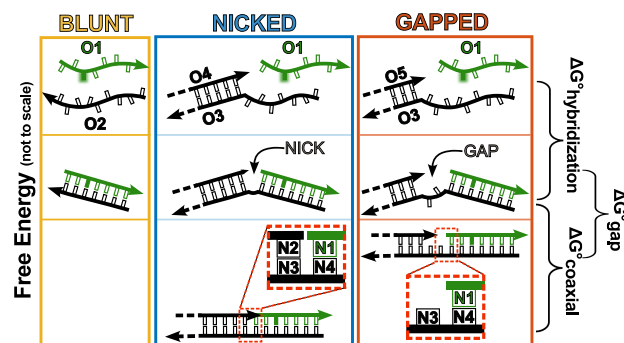 BLUNT
NICKED
GAPPED
O1
O1
O1
O2
O4
O3
O5
O3
NICK
GAP
N2
N1
N3
N4
N1
N3
N4
Free Energy (not to scale)
ΔG°hybridization
ΔG°gap
ΔG°coaxial